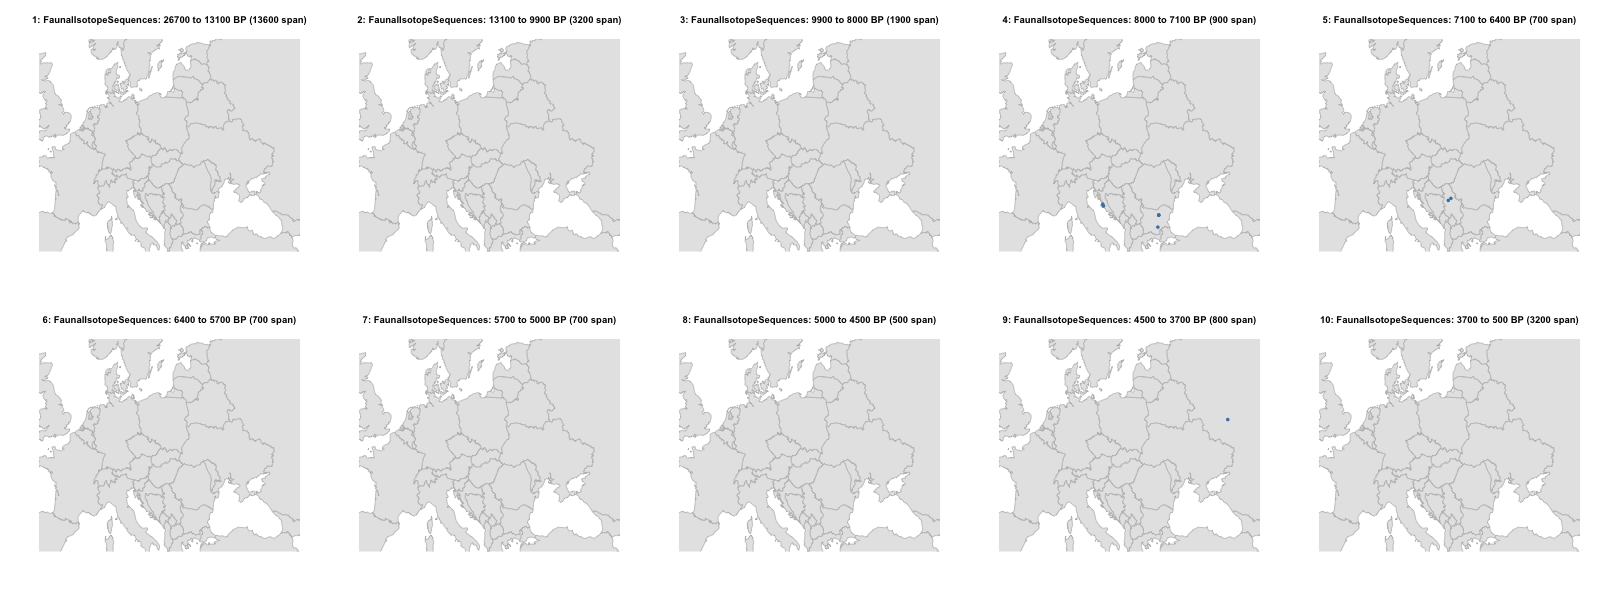 1: FaunalIsotopeSequences: 26700 to 13100 BP (13600 span)
2: FaunalIsotopeSequences: 13100 to 9900 BP (3200 span)
3: FaunalIsotopeSequences: 9900 to 8000 BP (1900 span)
4: FaunalIsotopeSequences: 8000 to 7100 BP (900 span)
5: FaunalIsotopeSequences: 7100 to 6400 BP (700 span)
6: FaunalIsotopeSequences: 6400 to 5700 BP (700 span)
7: FaunalIsotopeSequences: 5700 to 5000 BP (700 span)
8: FaunalIsotopeSequences: 5000 to 4500 BP (500 span)
9: FaunalIsotopeSequences: 4500 to 3700 BP (800 span)
10: FaunalIsotopeSequences: 3700 to 500 BP (3200 span)